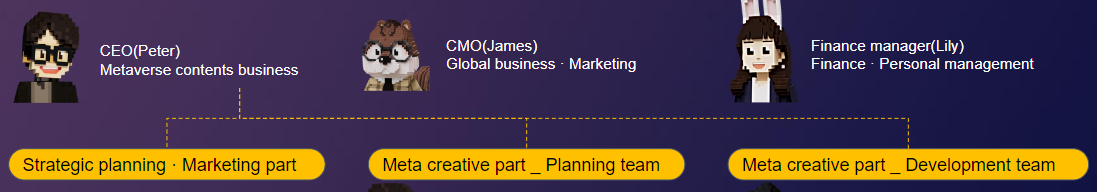 CEO(Peter)
Metaverse contents business
CMO(James)
Global business · Marketing
Finance manager(Lily)
Finance · Personal management
Strategic planning · Marketing part
Meta creative part _ Planning team
Meta creative part _ Development team